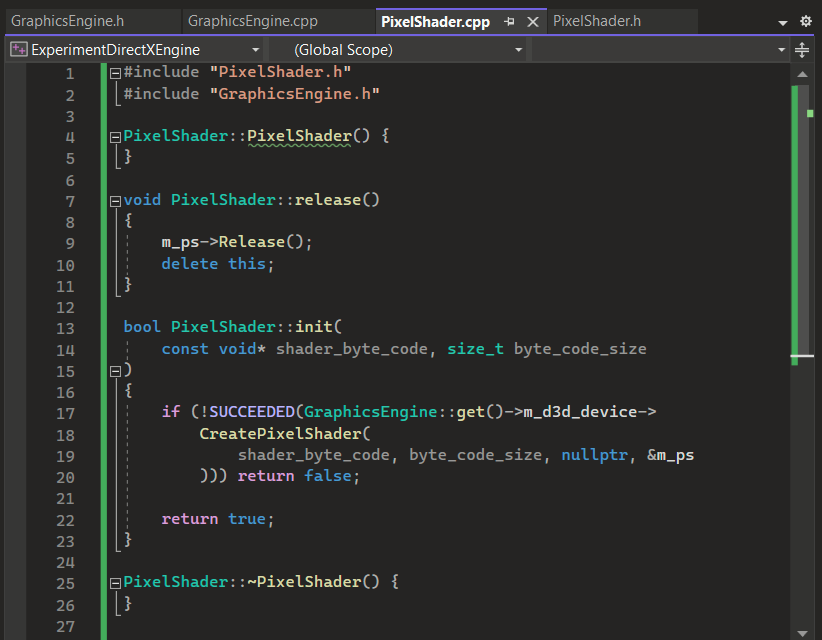 GraphicsEngine.h GraphicsEngine.cpp PixelShader.cpp PixelShader.h
ExperimentDirectXEngine (Global Scope)
1 #include "PixelShader.h"
2 #include "GraphicsEngine.h"
3
4 PixelShader::PixelShader() {
5 }
6
7 void PixelShader::release()
8 {
9     m_ps->Release();
10     delete this;
11 }
12
13 bool PixelShader::init(
14     const void* shader_byte_code, size_t byte_code_size
15 )
16 {
17     if (!SUCCEEDED(GraphicsEngine::get()->m_d3d_device->
18         CreatePixelShader(
19             shader_byte_code, byte_code_size, nullptr, &m_ps
20         ))) return false;
21
22     return true;
23 }
24
25 PixelShader::~PixelShader() {
26 }
27